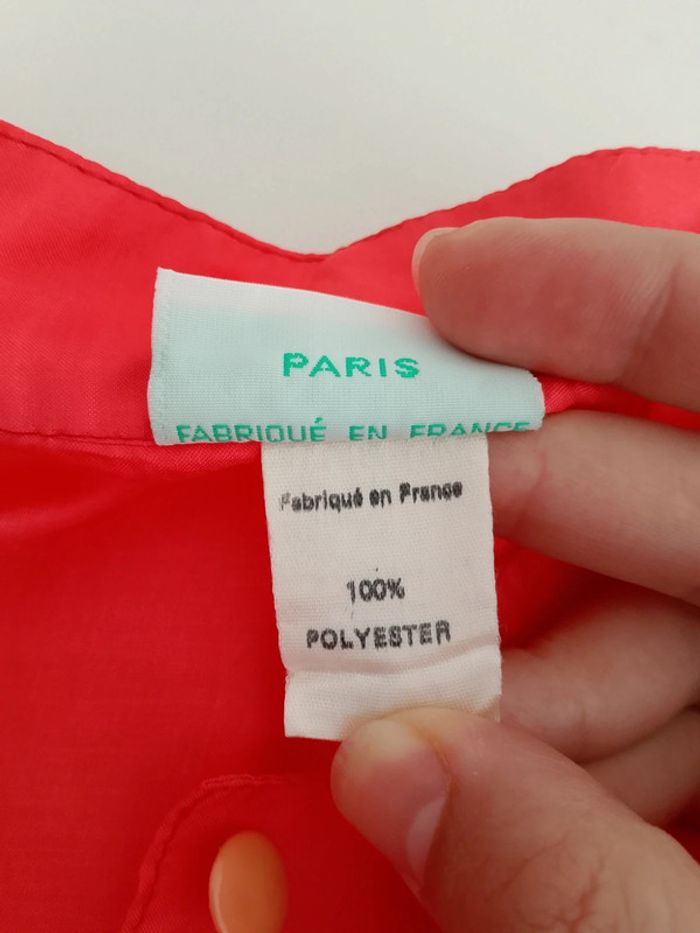 PARIS
FABRIQUÉ EN FRANCE
Fabriqué en France
100%
POLYESTER